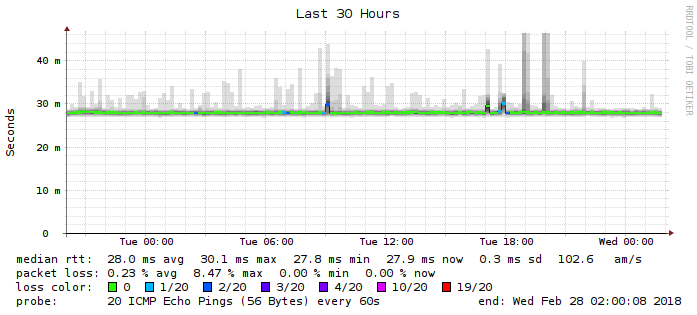 Last 30 Hours
RRDTOOL / TOBI OETIKER
Seconds
40 m
30 m
20 m
10 m
0
Tue 00:00 Tue 06:00 Tue 12:00 Tue 18:00 Wed 00:00
median rtt: 28.0 ms avg 30.1 ms max 27.8 ms min 27.9 ms now 0.3 ms sd 102.6 am/s
packet loss: 0.23 % avg 8.47 % max 0.00 % min 0.00 % now
loss color: 0 1/20 2/20 3/20 4/20 10/20 19/20
probe: 20 ICMP Echo Pings (56 Bytes) every 60s end: Wed Feb 28 02:00:08 2018